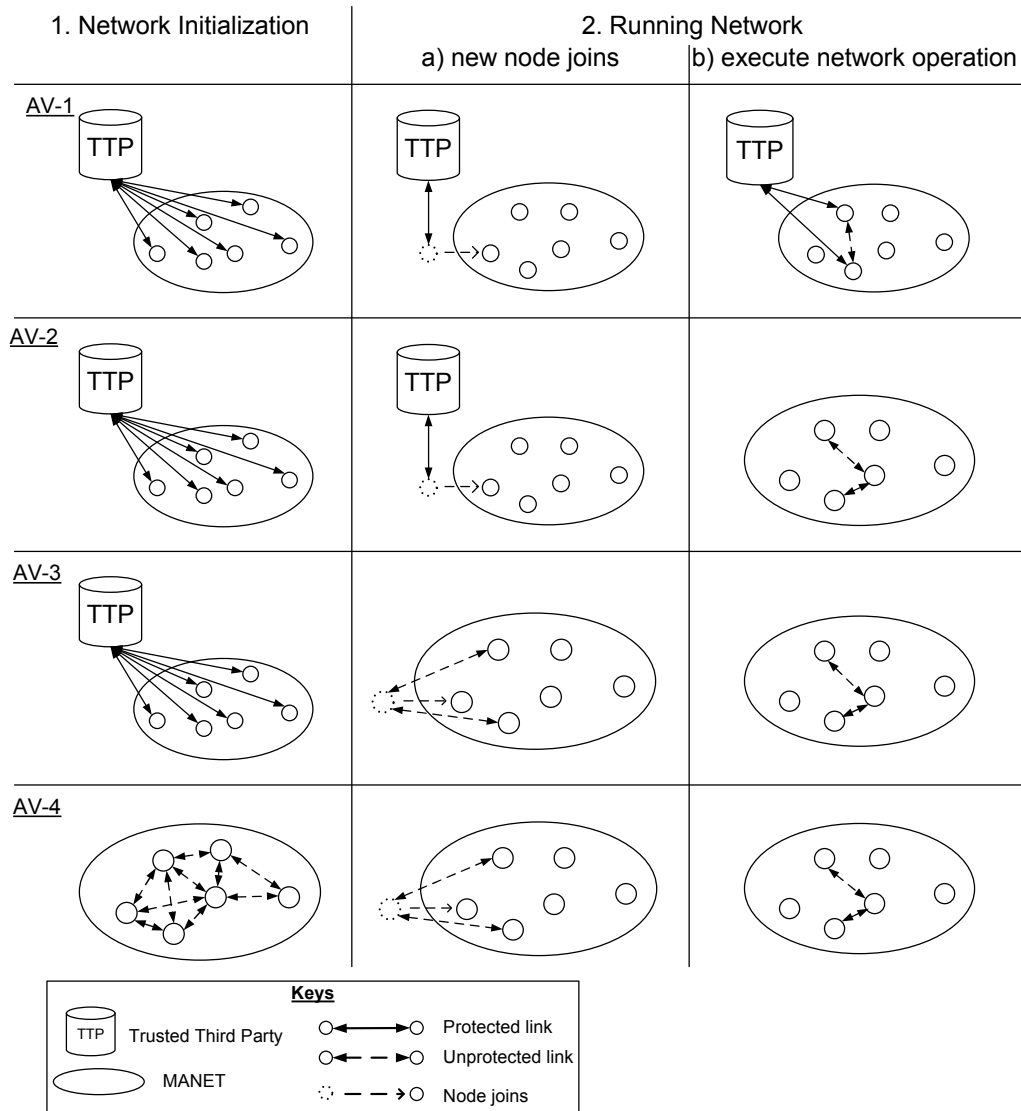 1. Network Initialization
2. Running Network
a) new node joins
b) execute network operation
AV-1
TTP
TTP
TTP
AV-2
TTP
TTP
AV-3
TTP
AV-4
Keys
TTP
Trusted Third Party
MANET
Protected link
Unprotected link
Node joins